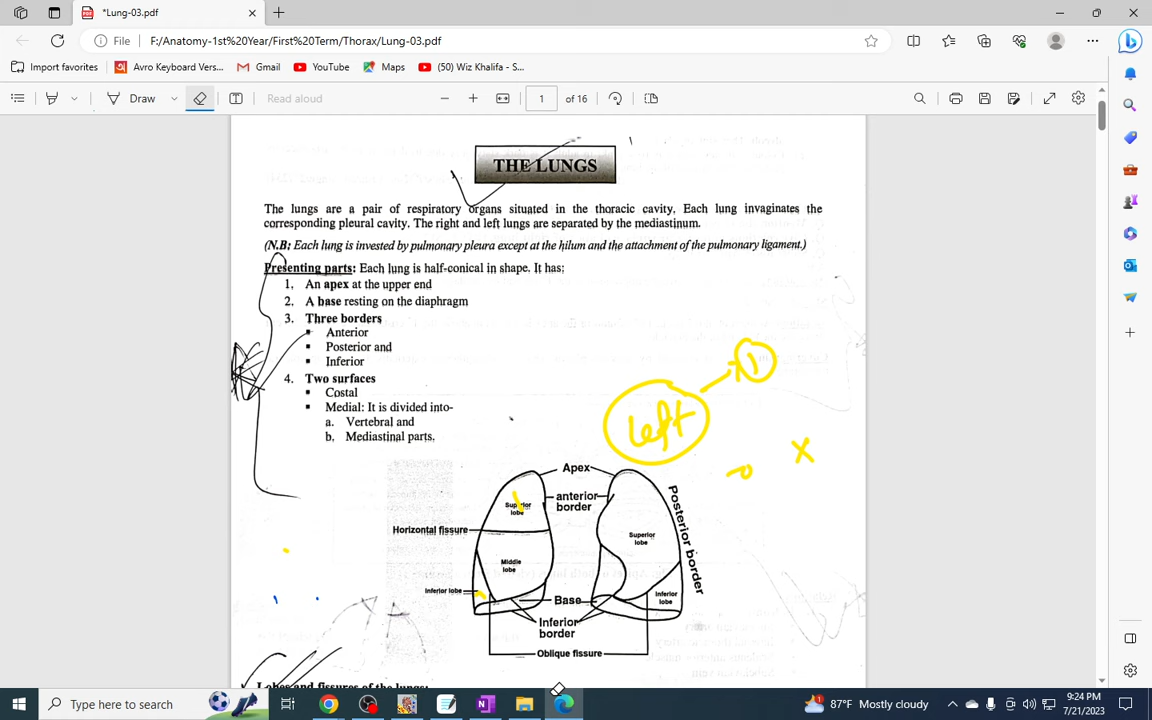 *Lung-03.pdf
File
F:/Anatomy-1st%20Year/First%20Term/Thorax/Lung-03.pdf
Import favorites
Avro Keyboard Vers...
Gmail
YouTube
Maps
(50) Wiz Khalifa - S...
Draw
Read aloud
1
of 16
THE LUNGS
The lungs are a pair of respiratory organs situated in the thoracic cavity. Each lung invaginates the
corresponding pleural cavity. The right and left lungs are separated by the mediastinum.
(N.B: Each lung is invested by pulmonary pleura except at the hilum and the attachment of the pulmonary ligament.)
Presenting parts: Each lung is half-conical in shape. It has:
1. An apex at the upper end
2. A base resting on the diaphragm
3. Three borders
▪ Anterior
▪ Posterior and
▪ Inferior
4. Two surfaces
▪ Costal
▪ Medial: It is divided into-
a. Vertebral and
b. Mediastinal parts.
left
1
Apex
anterior
border
Superior
lobe
Horizontal fissure
Middle
lobe
Superior
lobe
Posterior border
Inferior lobe
Inferior
lobe
Base
Inferior
border
Oblique fissure
Lobes and fissures of the lungs:
Type here to search
87°F Mostly cloudy
9:24 PM
7/21/2023